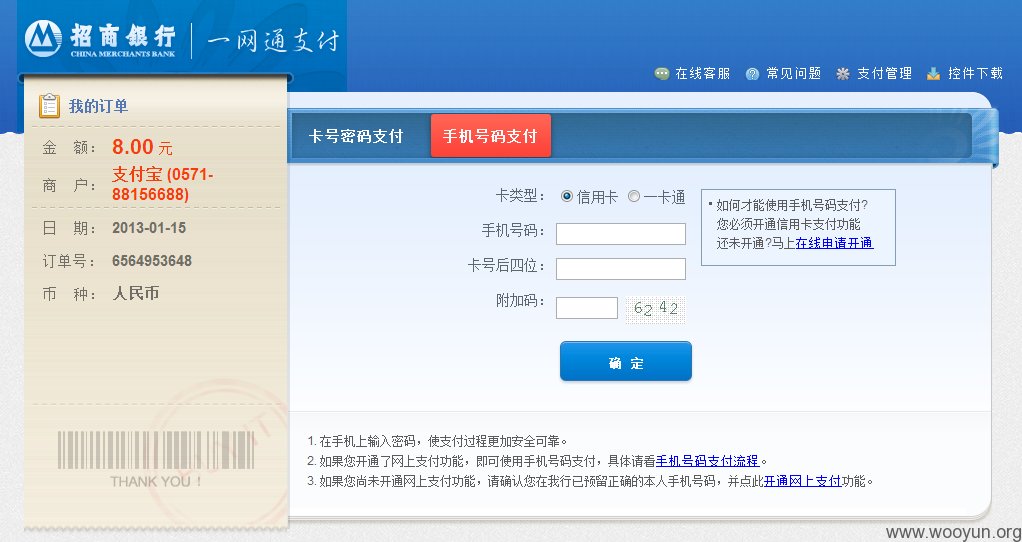 招商银行
CHINA MERCHANTS BANK
一网通支付
在线客服 常见问题 支付管理 控件下载
我的订单
金 额： 8.00 元
商 户： 支付宝 (0571-
88156688)
日 期： 2013-01-15
订单号： 6564953648
币 种： 人民币
THANK YOU !
卡号密码支付 手机号码支付
卡类型： 信用卡 一卡通
手机号码：
卡号后四位：
附加码： 6242
确 定
如何才能使用手机号码支付?
您必须开通信用卡支付功能
还未开通?马上在线申请开通
1. 在手机上输入密码，使支付过程更加安全可靠。
2. 如果您开通了网上支付功能，即可使用手机号码支付，具体请看手机号码支付流程。
3. 如果您尚未开通网上支付功能，请确认您在我行已预留正确的本人手机号码，并点此开通网上支付功能。
www.wooyun.org